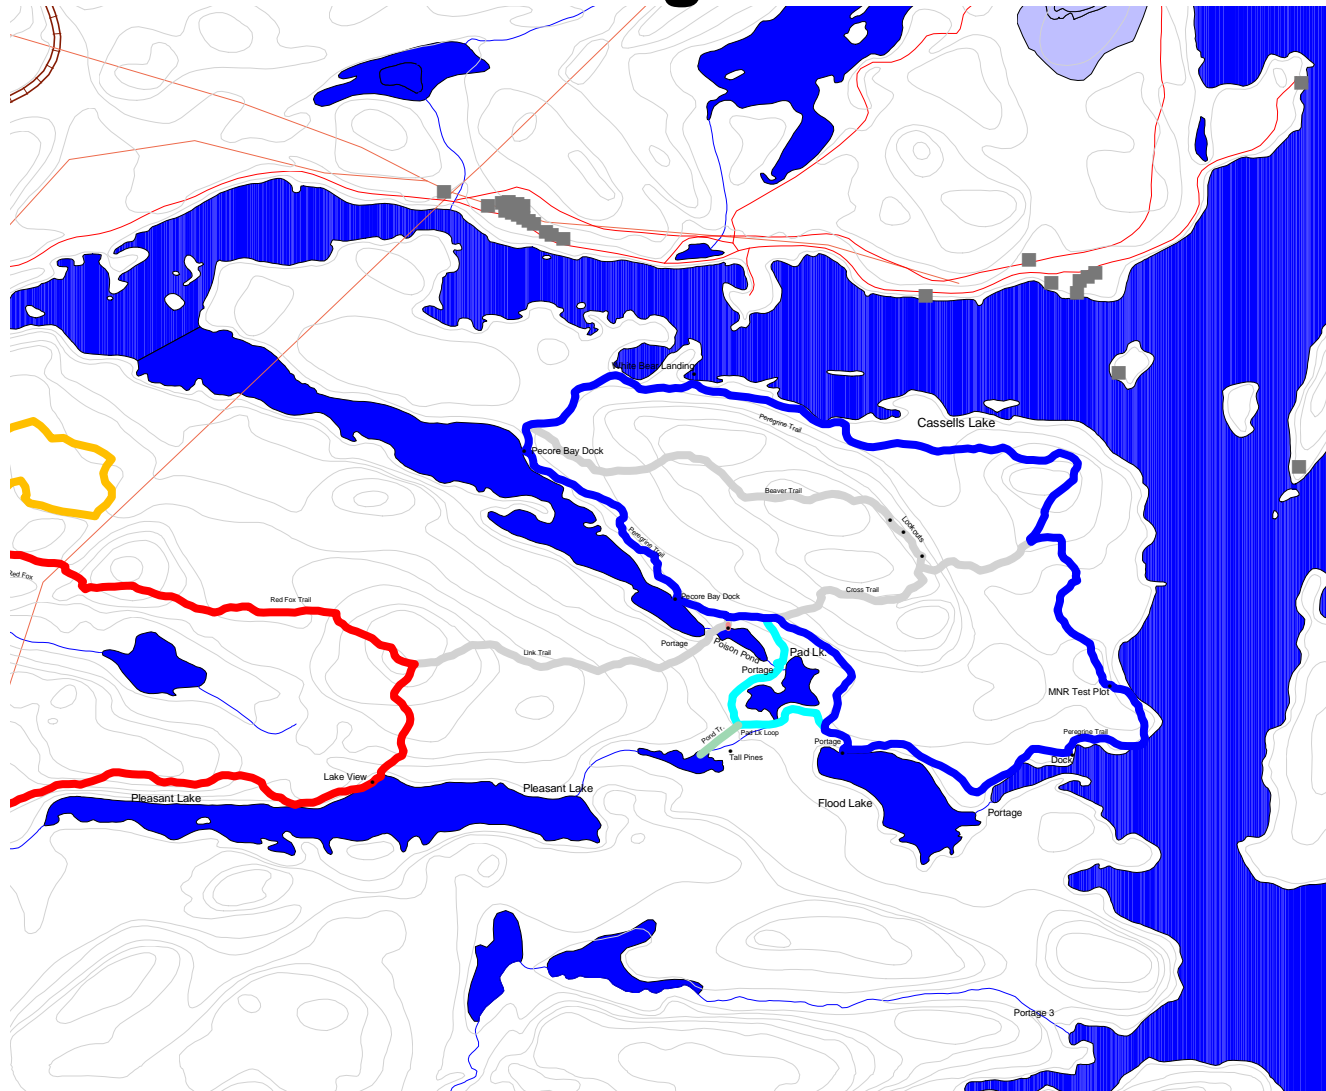 White Bear Landing
Peregrine Trail
Cassells Lake
Pecore Bay Dock
Beaver Trail
Lookouts
Peregrine Trail
Red Fox
Cross Trail
Pecore Bay Dock
Red Fox Trail
Portage
Link Trail
Poison Pond
Pad Lk.
Portage
MNR Test Plot
Pond Tr.
Pad Lk Loop
Portage
Peregrine Trail
Tall Pines
Dock
Lake View
Pleasant Lake
Pleasant Lake
Flood Lake
Portage
Portage 3